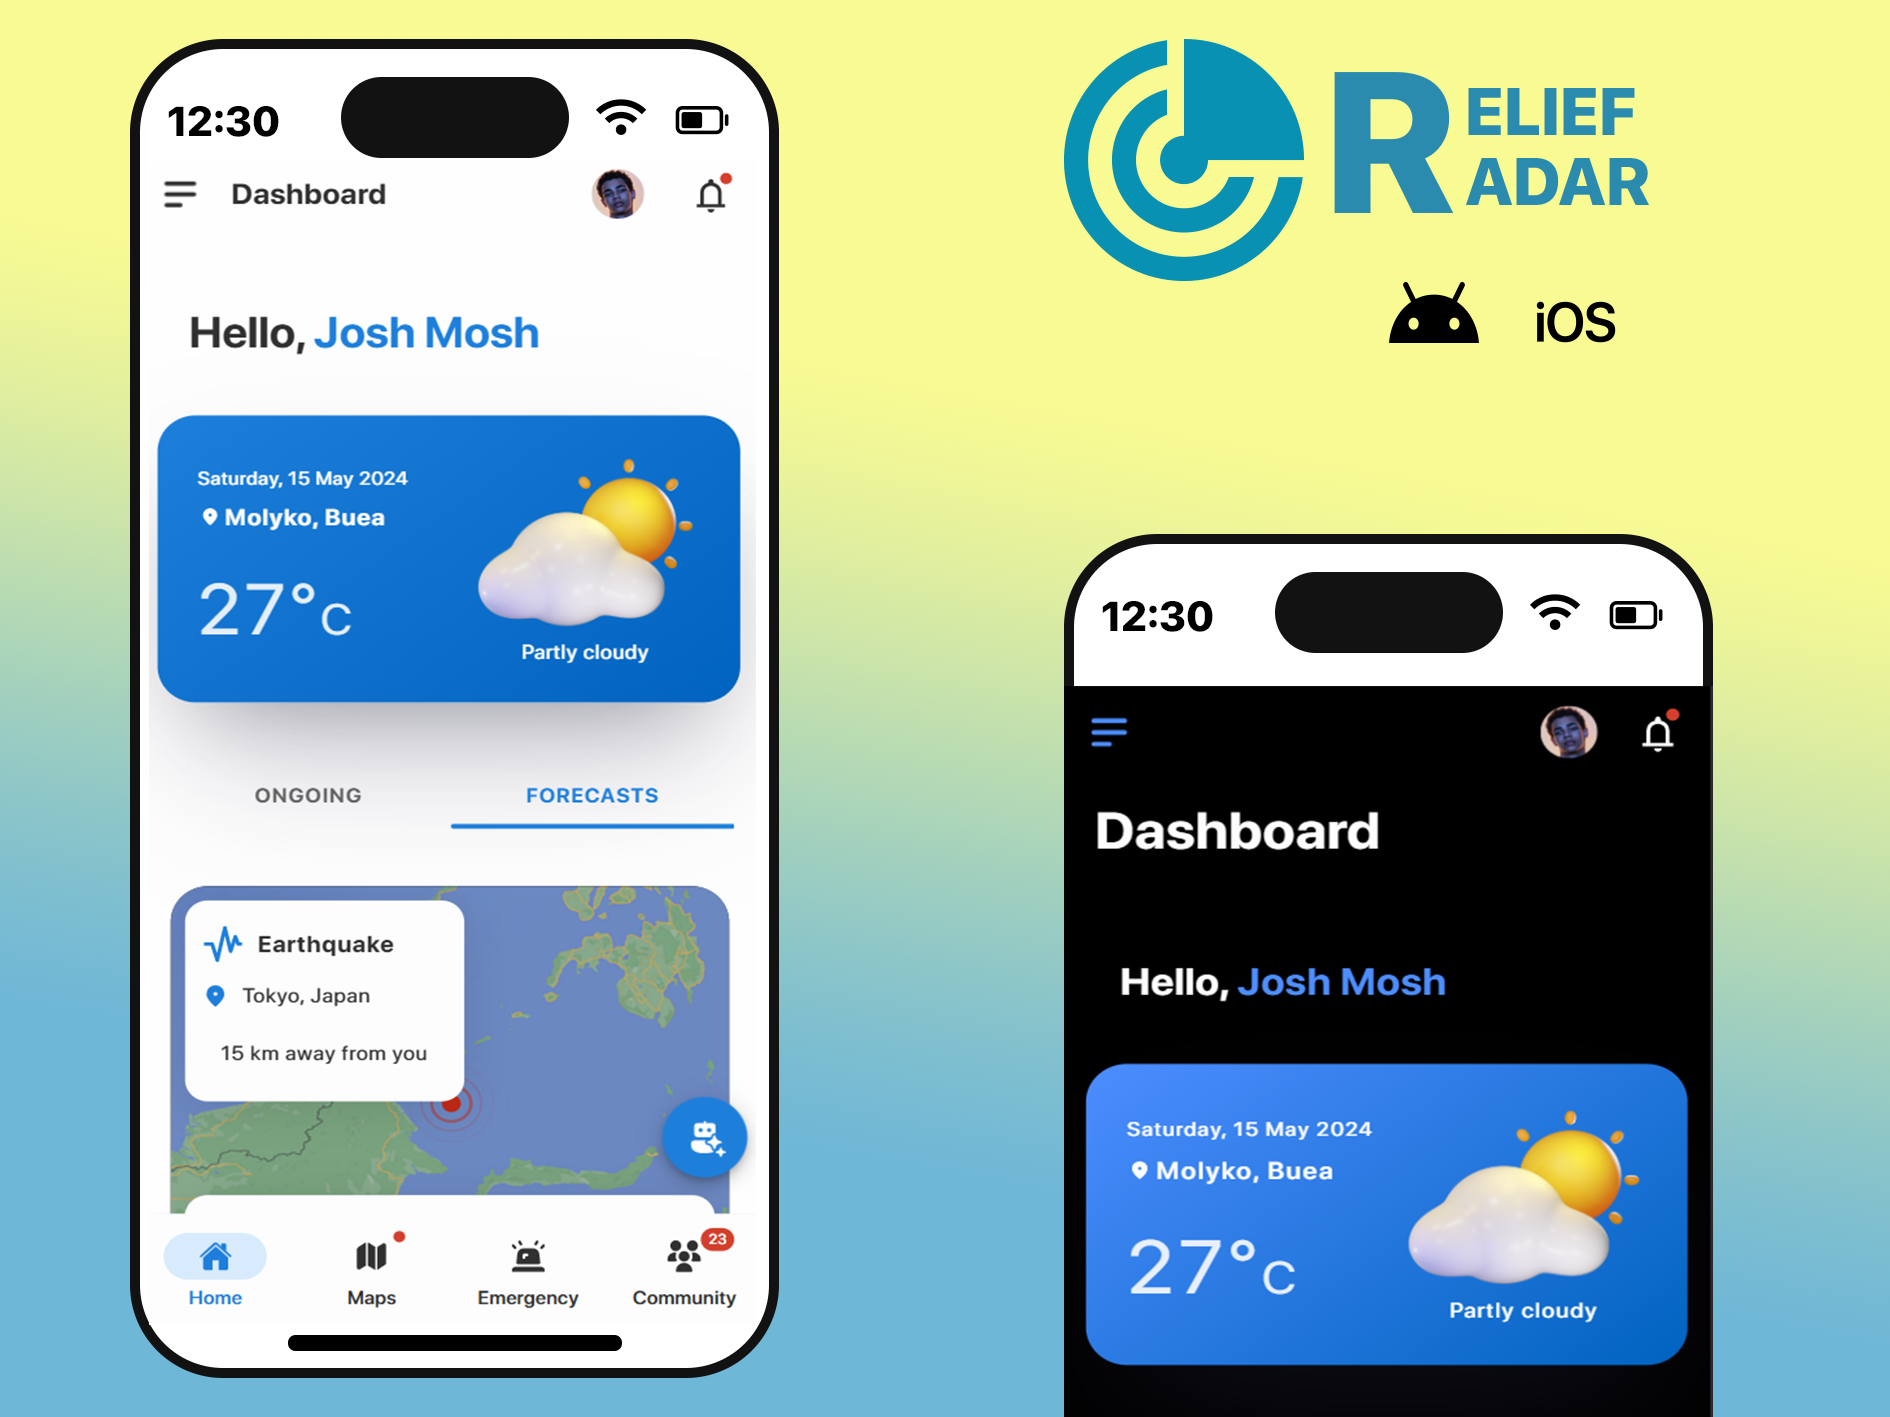 12:30
Dashboard
Hello, Josh Mosh
Saturday, 15 May 2024
Molyko, Buea
27°C
Partly cloudy
ONGOING
FORECASTS
Earthquake
Tokyo, Japan
15 km away from you
23
Home
Maps
Emergency
Community
RELIEF
RADAR
iOS
12:30
Dashboard
Hello, Josh Mosh
Saturday, 15 May 2024
Molyko, Buea
27°C
Partly cloudy